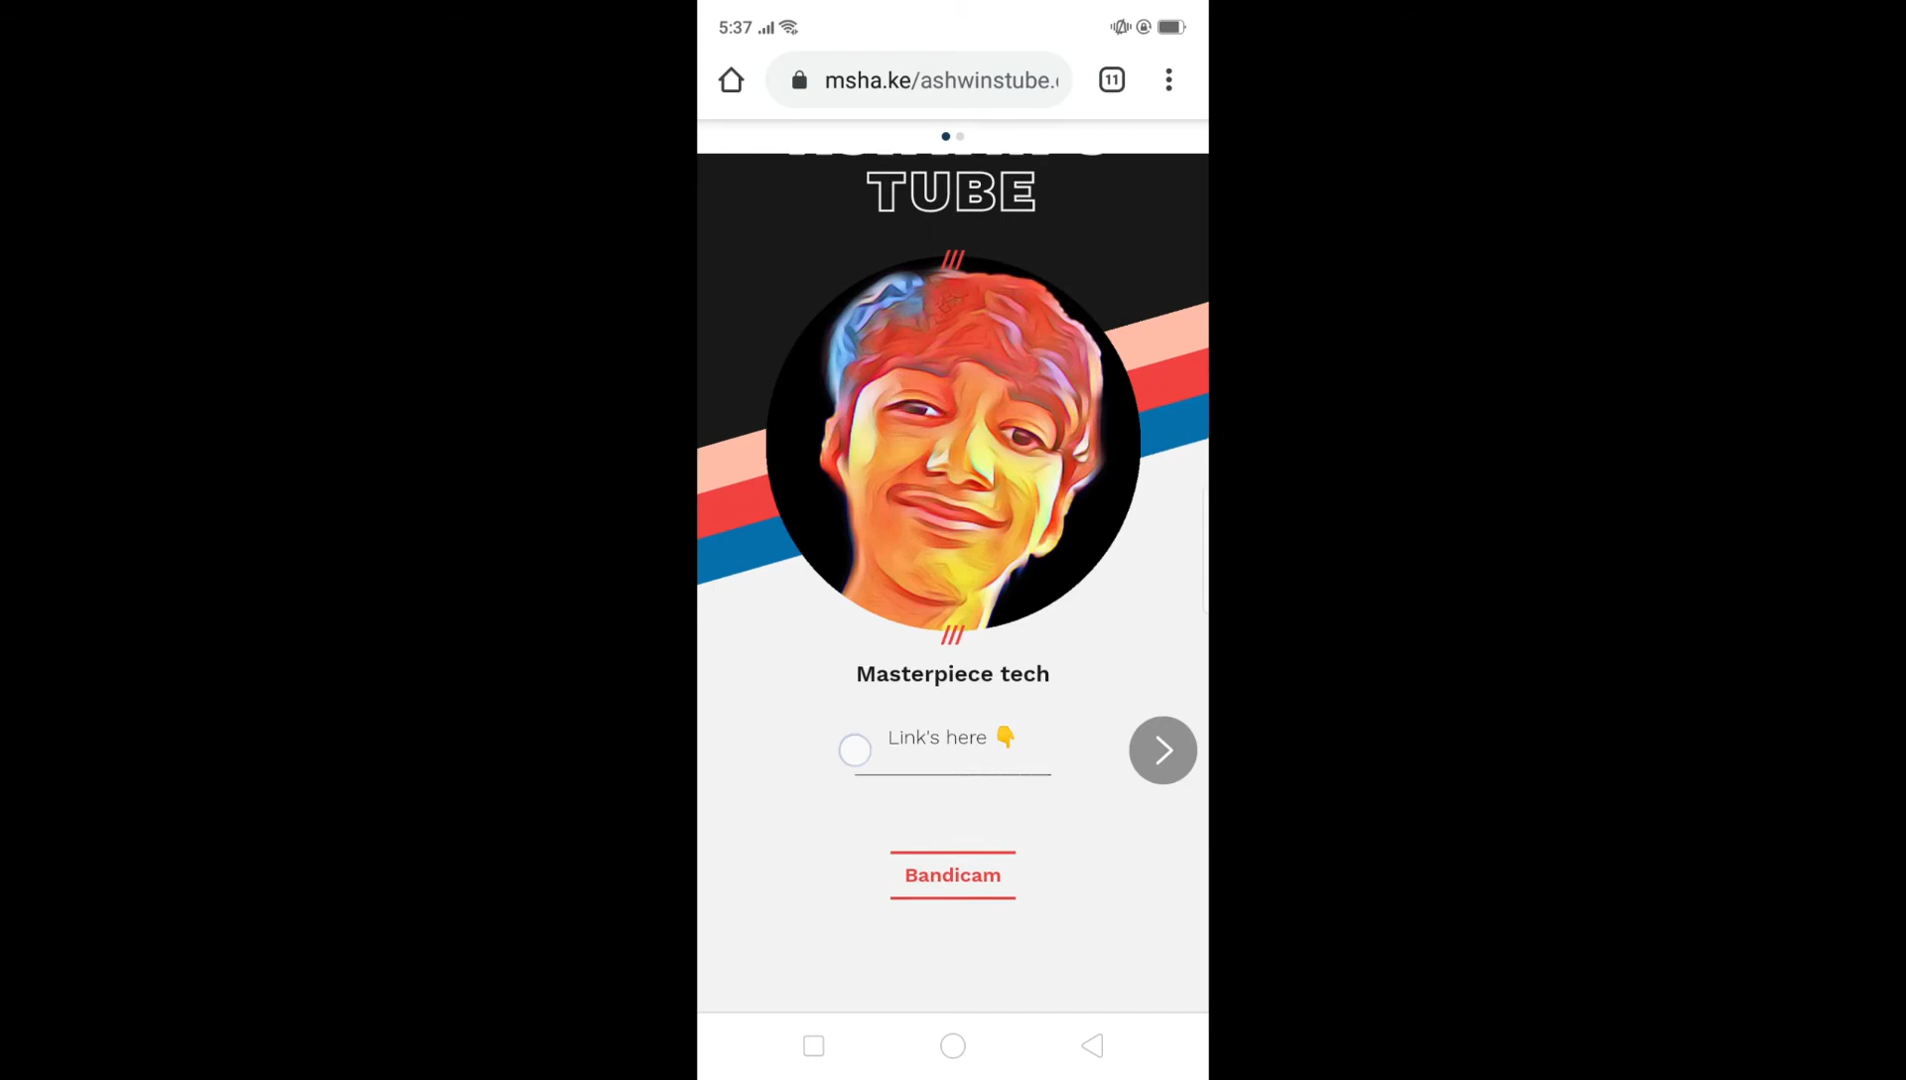 5:37
msha.ke/ashwinstube.
11
TUBE
Masterpiece tech
Link's here 👇
Bandicam